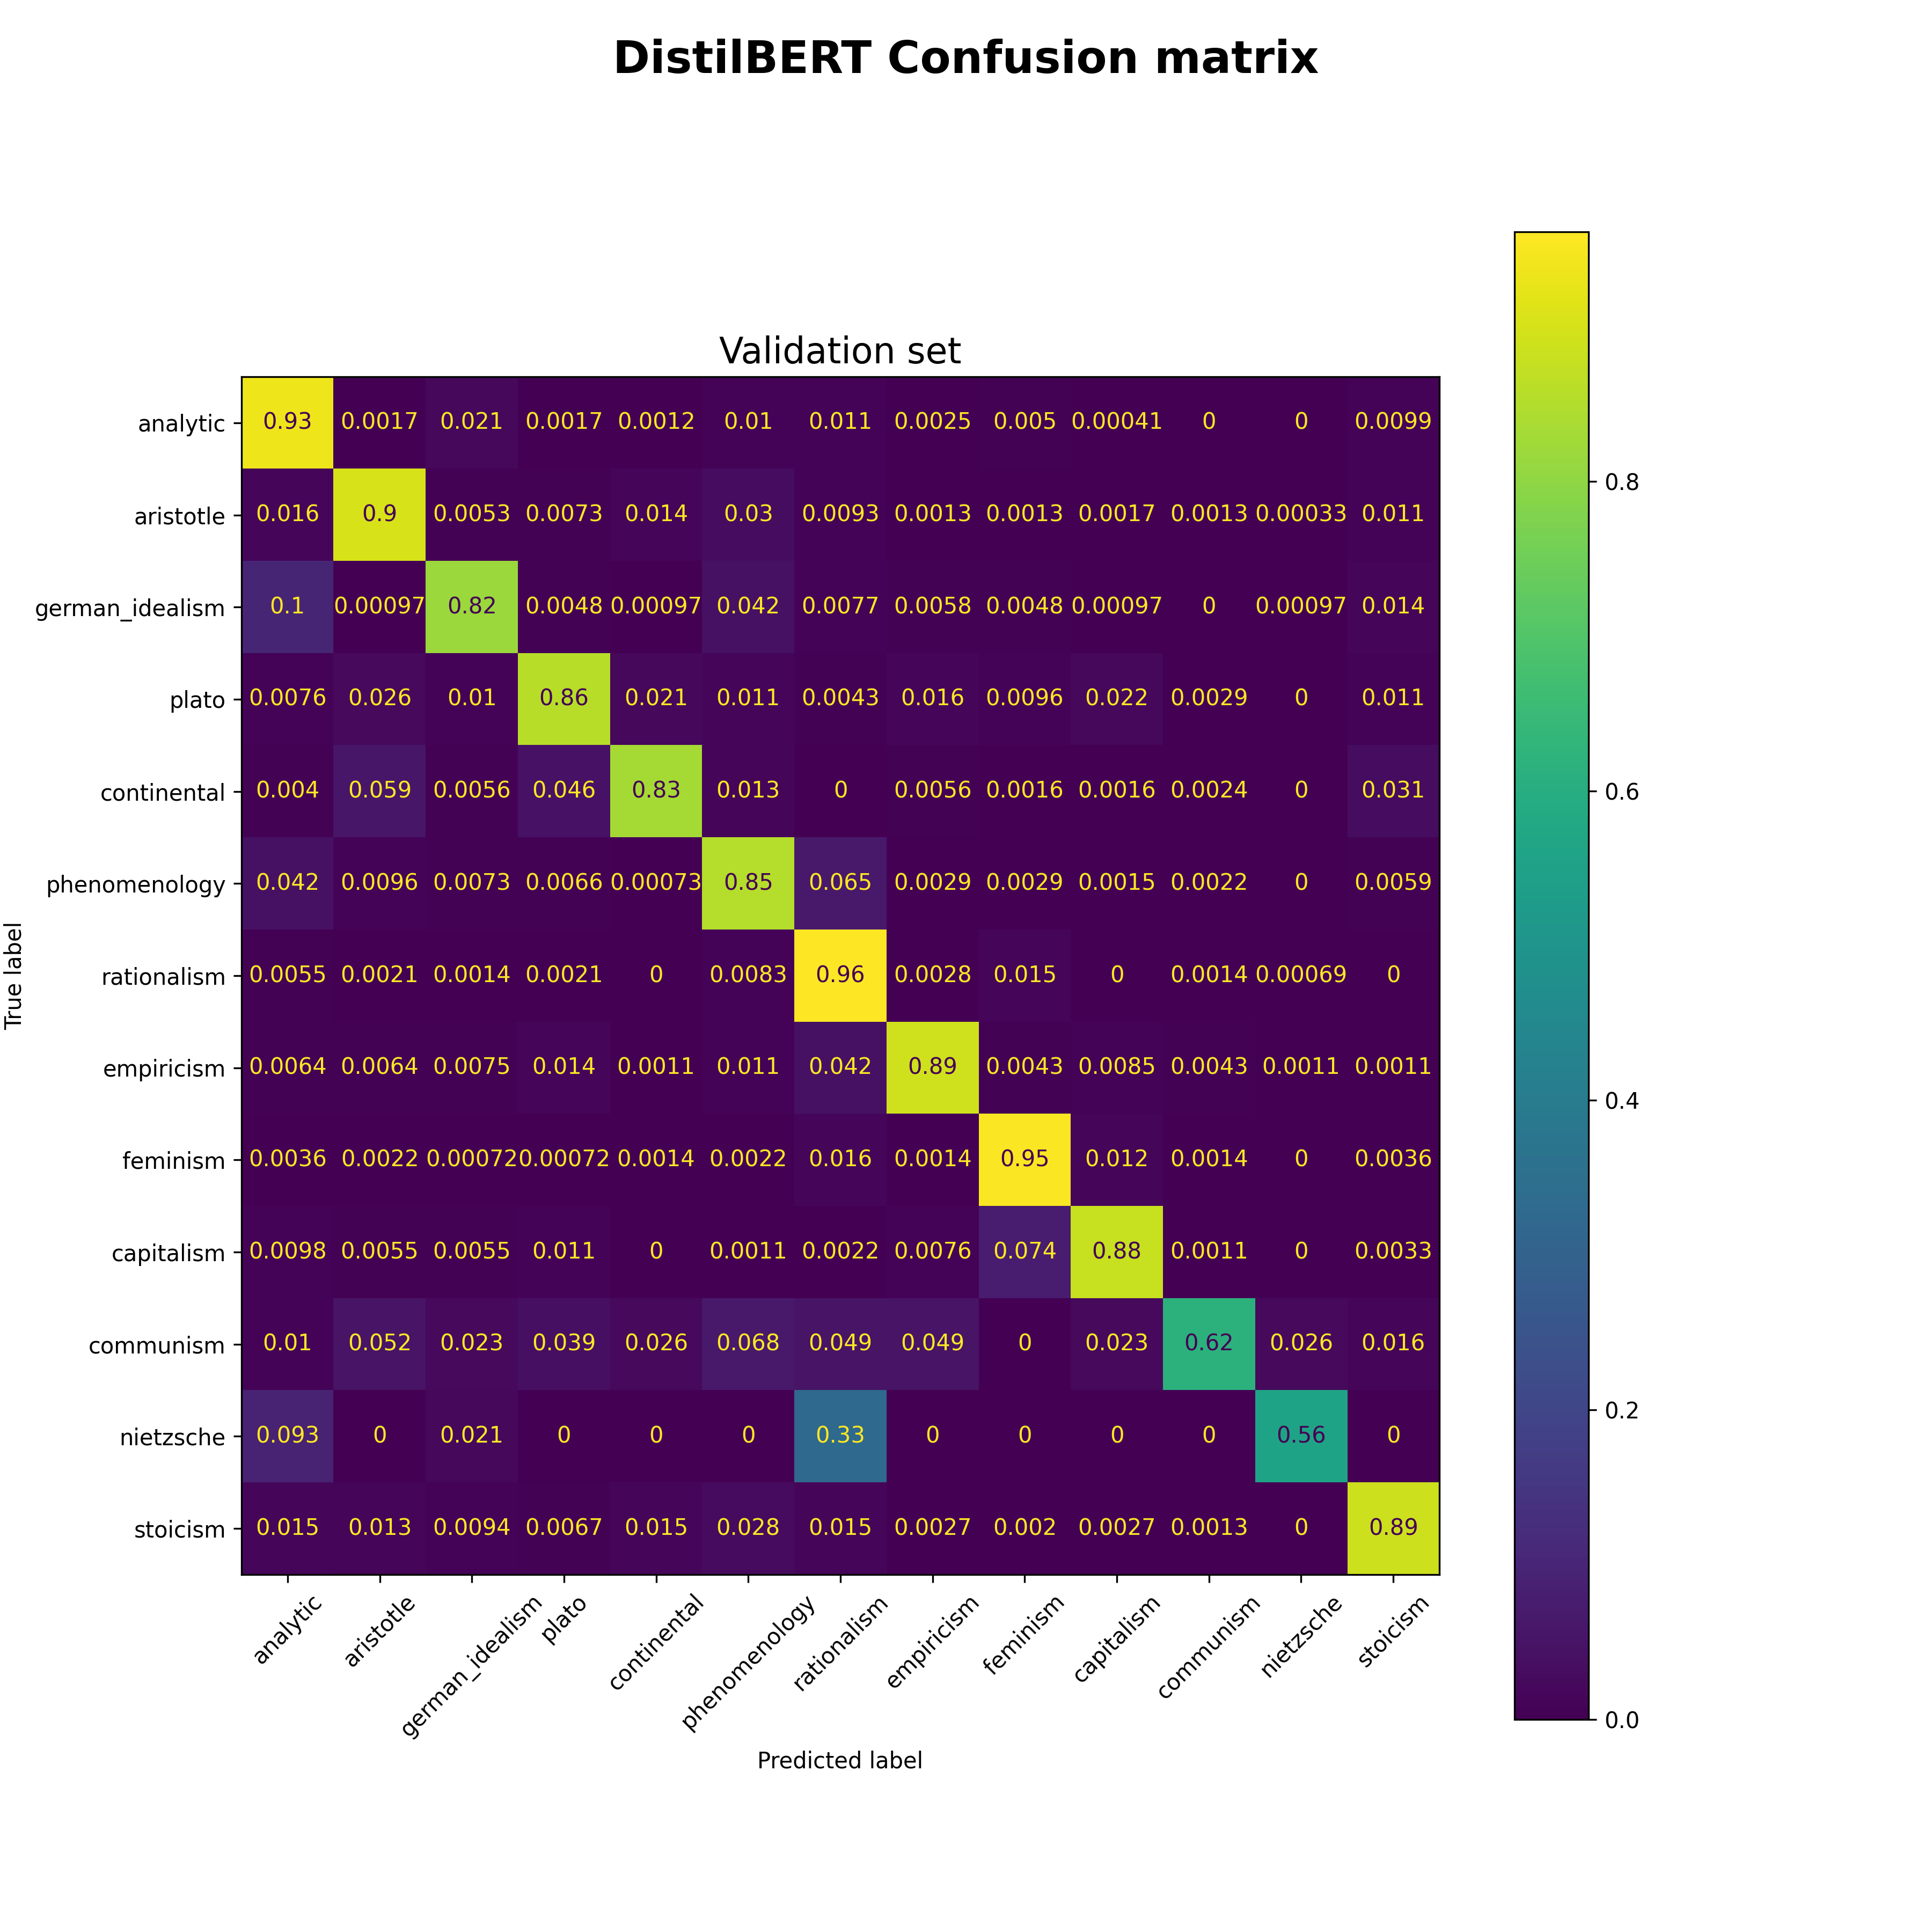 DistilBERT Confusion matrix
Validation set
True label
analytic 0.93 0.0017 0.021 0.0017 0.0012 0.01 0.011 0.0025 0.005 0.00041 0 0 0.0099
aristotle 0.016 0.9 0.0053 0.0073 0.014 0.03 0.0093 0.0013 0.0013 0.0017 0.0013 0.00033 0.011
german_idealism 0.1 0.00097 0.82 0.0048 0.00097 0.042 0.0077 0.0058 0.0048 0.00097 0 0.00097 0.014
plato 0.0076 0.026 0.01 0.86 0.021 0.011 0.0043 0.016 0.0096 0.022 0.0029 0 0.011
continental 0.004 0.059 0.0056 0.046 0.83 0.013 0 0.0056 0.0016 0.0016 0.0024 0 0.031
phenomenology 0.042 0.0096 0.0073 0.0066 0.00073 0.85 0.065 0.0029 0.0029 0.0015 0.0022 0 0.0059
rationalism 0.0055 0.0021 0.0014 0.0021 0 0.0083 0.96 0.0028 0.015 0 0.0014 0.00069 0
empiricism 0.0064 0.0064 0.0075 0.014 0.0011 0.011 0.042 0.89 0.0043 0.0085 0.0043 0.0011 0.0011
feminism 0.0036 0.0022 0.00072 0.00072 0.0014 0.0022 0.016 0.0014 0.95 0.012 0.0014 0 0.0036
capitalism 0.0098 0.0055 0.0055 0.011 0 0.0011 0.0022 0.0076 0.074 0.88 0.0011 0 0.0033
communism 0.01 0.052 0.023 0.039 0.026 0.068 0.049 0.049 0 0.023 0.62 0.026 0.016
nietzsche 0.093 0 0.021 0 0 0 0.33 0 0 0 0 0.56 0
stoicism 0.015 0.013 0.0094 0.0067 0.015 0.028 0.015 0.0027 0.002 0.0027 0.0013 0 0.89
analytic aristotle german_idealism plato continental phenomenology rationalism empiricism feminism capitalism communism nietzsche stoicism
Predicted label
0.8
0.6
0.4
0.2
0.0